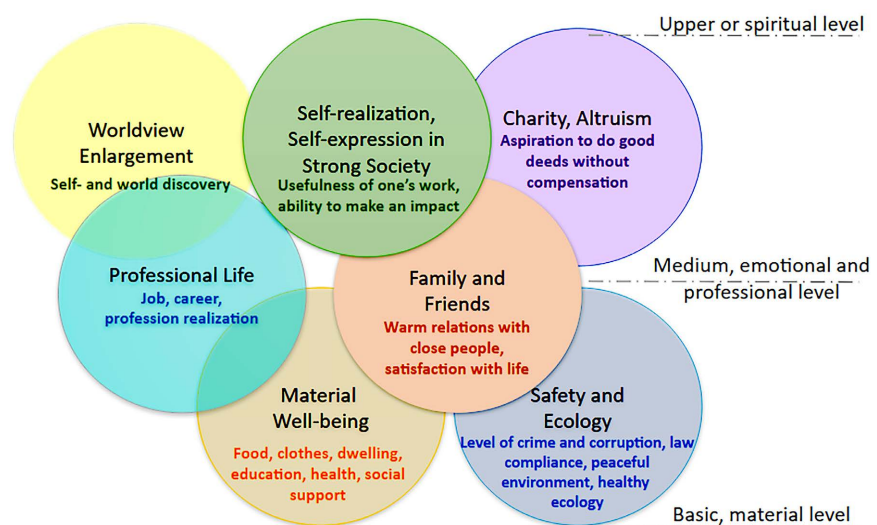 Upper or spiritual level
Worldview
Enlargement
Self- and world discovery
Self-realization,
Self-expression in
Strong Society
Usefulness of one's work,
ability to make an impact
Charity, Altruism
Aspiration to do good
deeds without
compensation
Medium, emotional and
professional level
Professional Life
Job, career,
profession realization
Family and
Friends
Warm relations with
close people,
satisfaction with life
Material
Well-being
Food, clothes, dwelling,
education, health, social
support
Safety and
Ecology
Level of crime and corruption, law
compliance, peaceful
environment, healthy
ecology
Basic, material level